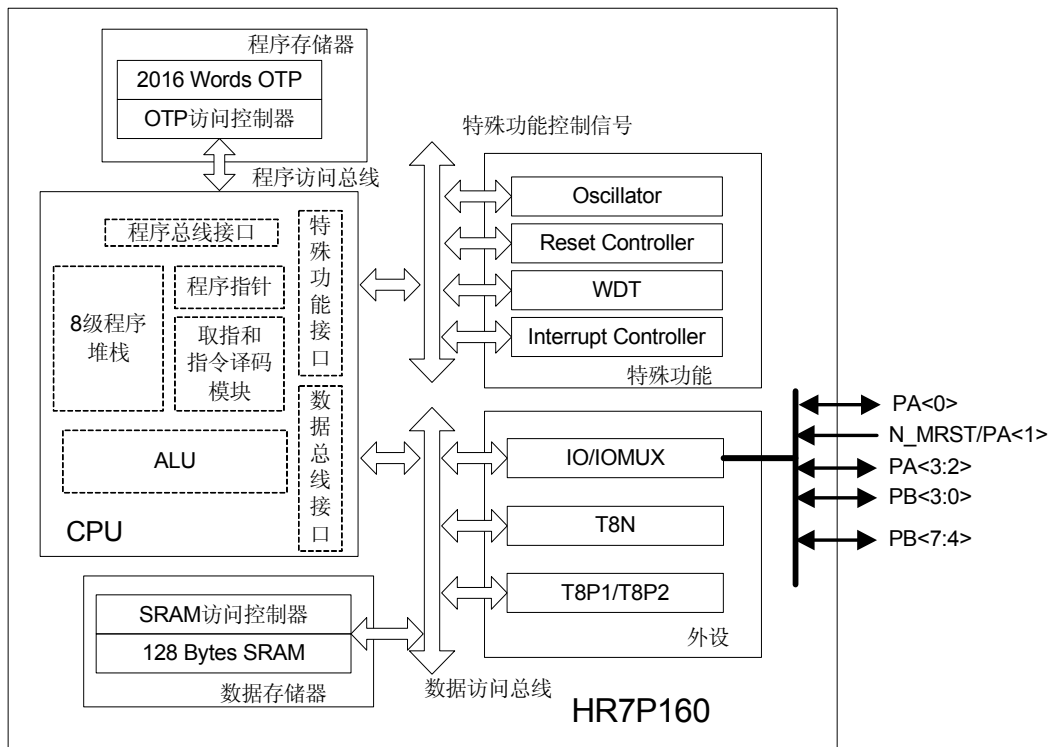 程序存储器
2016 Words OTP
OTP访问控制器
程序访问总线
程序总线接口
特殊功能接口
8级程序
堆栈
程序指针
取指和
指令译码
模块
数据总线接口
ALU
CPU
SRAM访问控制器
128 Bytes SRAM
数据存储器
特殊功能控制信号
Oscillator
Reset Controller
WDT
Interrupt Controller
特殊功能
IO/IOMUX
T8N
T8P1/T8P2
外设
数据访问总线
HR7P160
PA<0>
N_MRST/PA<1>
PA<3:2>
PB<3:0>
PB<7:4>